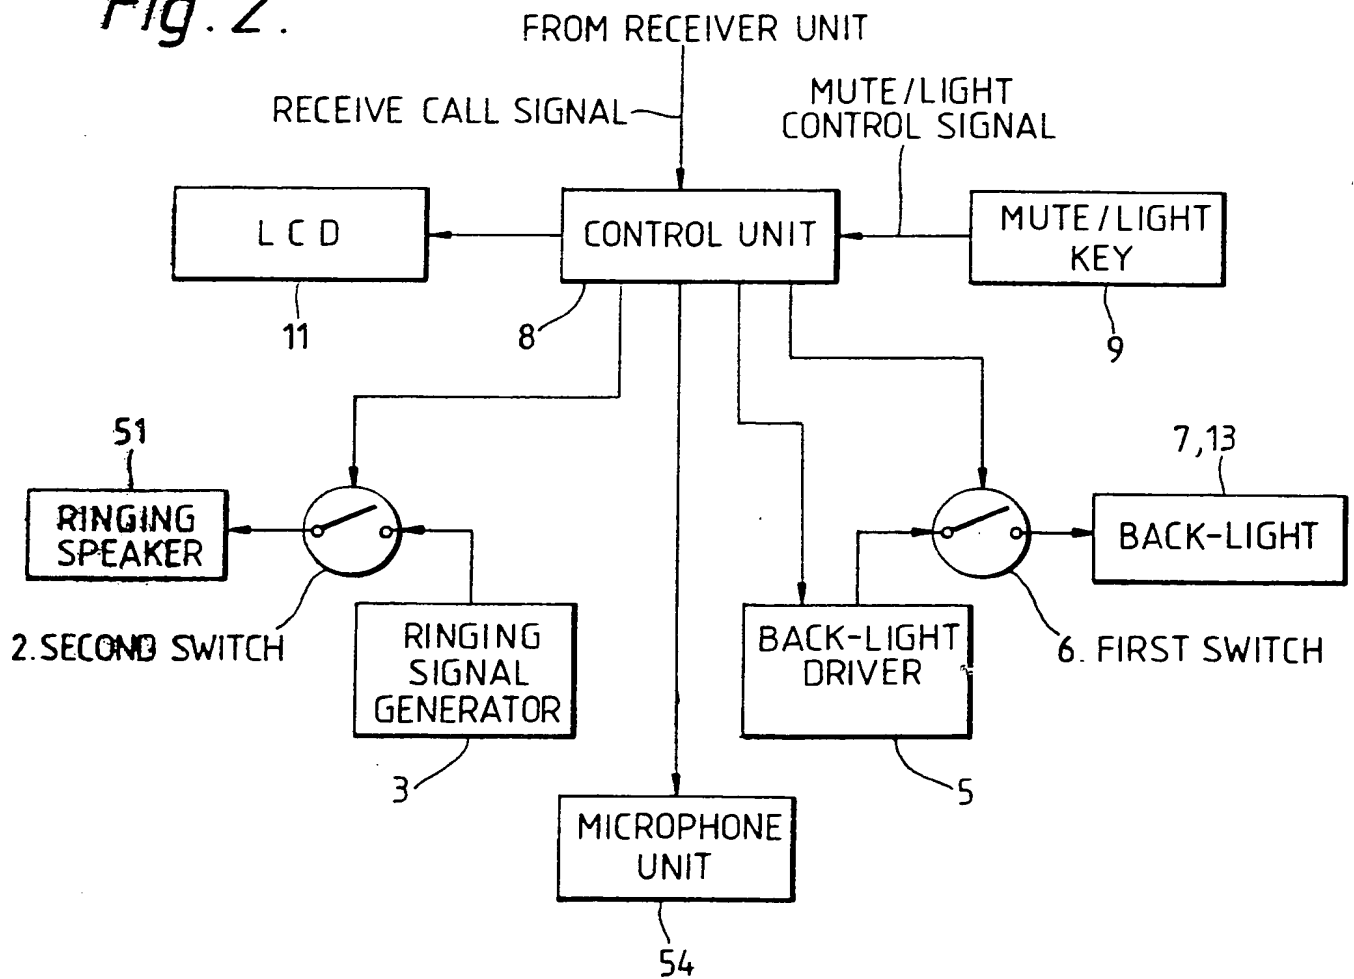 Fig. 2.
FROM RECEIVER UNIT
RECEIVE CALL SIGNAL
MUTE/LIGHT
CONTROL SIGNAL
LCD
CONTROL UNIT
MUTE/LIGHT
KEY
11
8
9
51
7,13
RINGING
SPEAKER
BACK-LIGHT
2. SECOND SWITCH
RINGING
SIGNAL
GENERATOR
BACK-LIGHT
DRIVER
6. FIRST SWITCH
3
5
MICROPHONE
UNIT
54